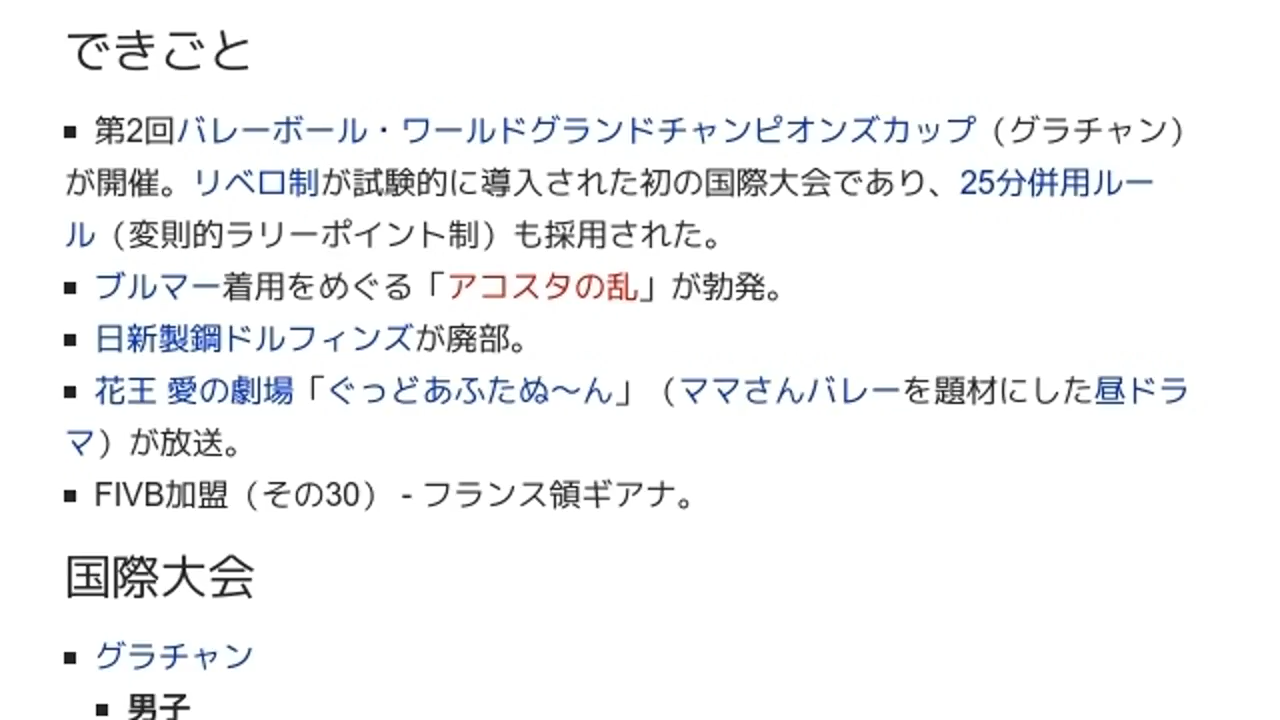 できごと
▪ 第2回バレーボール・ワールドグランドチャンピオンズカップ（グラチャン）
が開催。リベロ制が試験的に導入された初の国際大会であり、25分併用ルー
ル（変則的ラリーポイント制）も採用された。
▪ ブルマー着用をめぐる「アコスタの乱」が勃発。
▪ 日新製鋼ドルフィンズが廃部。
▪ 花王 愛の劇場「ぐっどあふたぬ〜ん」（ママさんバレーを題材にした昼ドラ
マ）が放送。
▪ FIVB加盟（その30） - フランス領ギアナ。
国際大会
▪ グラチャン
▪ 男子